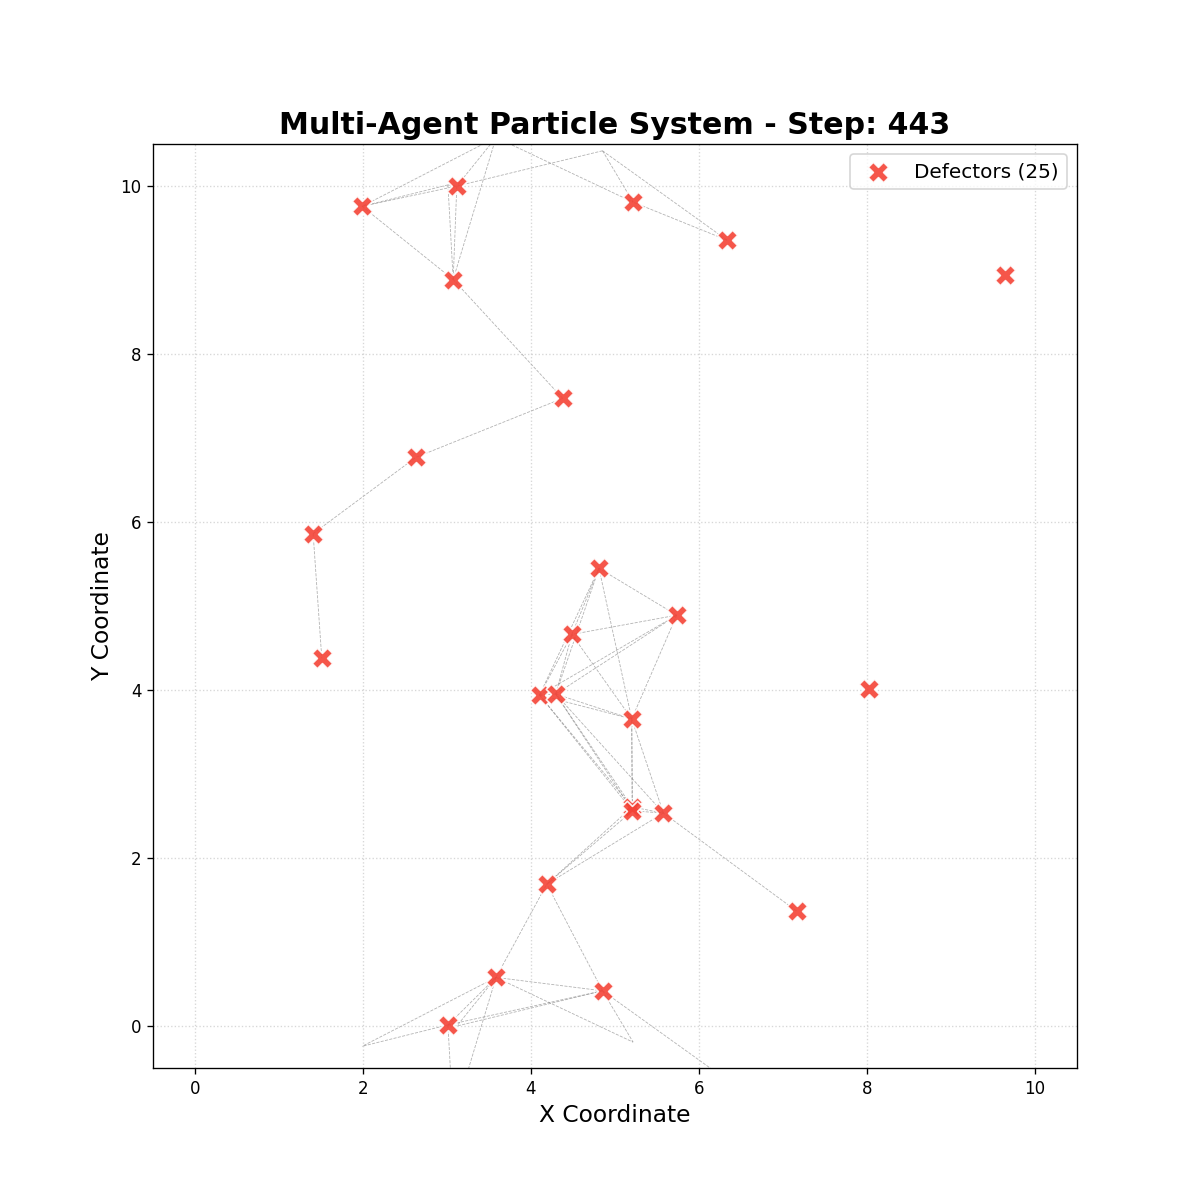 Multi-Agent Particle System - Step: 443
Defectors (25)
10
8
6
4
2
0
Y Coordinate
0 2 4 6 8 10
X Coordinate